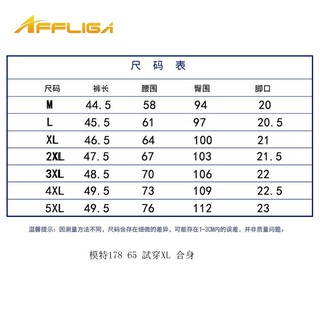 AFFLIGA
尺 码 表
尺码 裤长 腰围 臀围 脚口
M 44.5 58 94 20
L 45.5 61 97 20.5
XL 46.5 64 100 21
2XL 47.5 67 103 21.5
3XL 48.5 70 106 22
4XL 49.5 73 109 22.5
5XL 49.5 76 112 23
温馨提示：因测量方法不同，尺码会存在细微的差异，可能存在1-2CM内的误差，并非质量问题。
模特178 65 試穿XL 合身